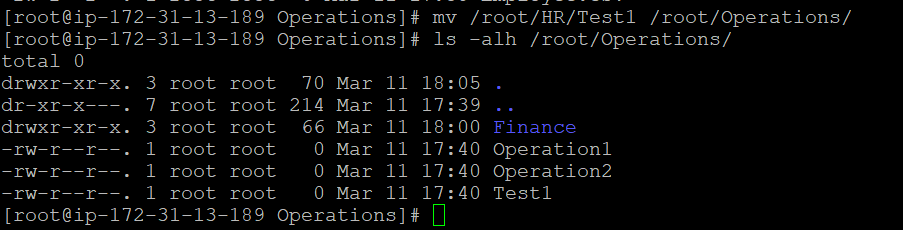 [root@ip-172-31-13-189 Operations]# mv /root/HR/Test1 /root/Operations/
[root@ip-172-31-13-189 Operations]# ls -alh /root/Operations/
total 0
drwxr-xr-x. 3 root root  70 Mar 11 18:05 .
dr-xr-x---. 7 root root 214 Mar 11 17:39 ..
drwxr-xr-x. 3 root root  66 Mar 11 18:00 Finance
-rw-r--r--. 1 root root   0 Mar 11 17:40 Operation1
-rw-r--r--. 1 root root   0 Mar 11 17:40 Operation2
-rw-r--r--. 1 root root   0 Mar 11 17:40 Test1
[root@ip-172-31-13-189 Operations]#